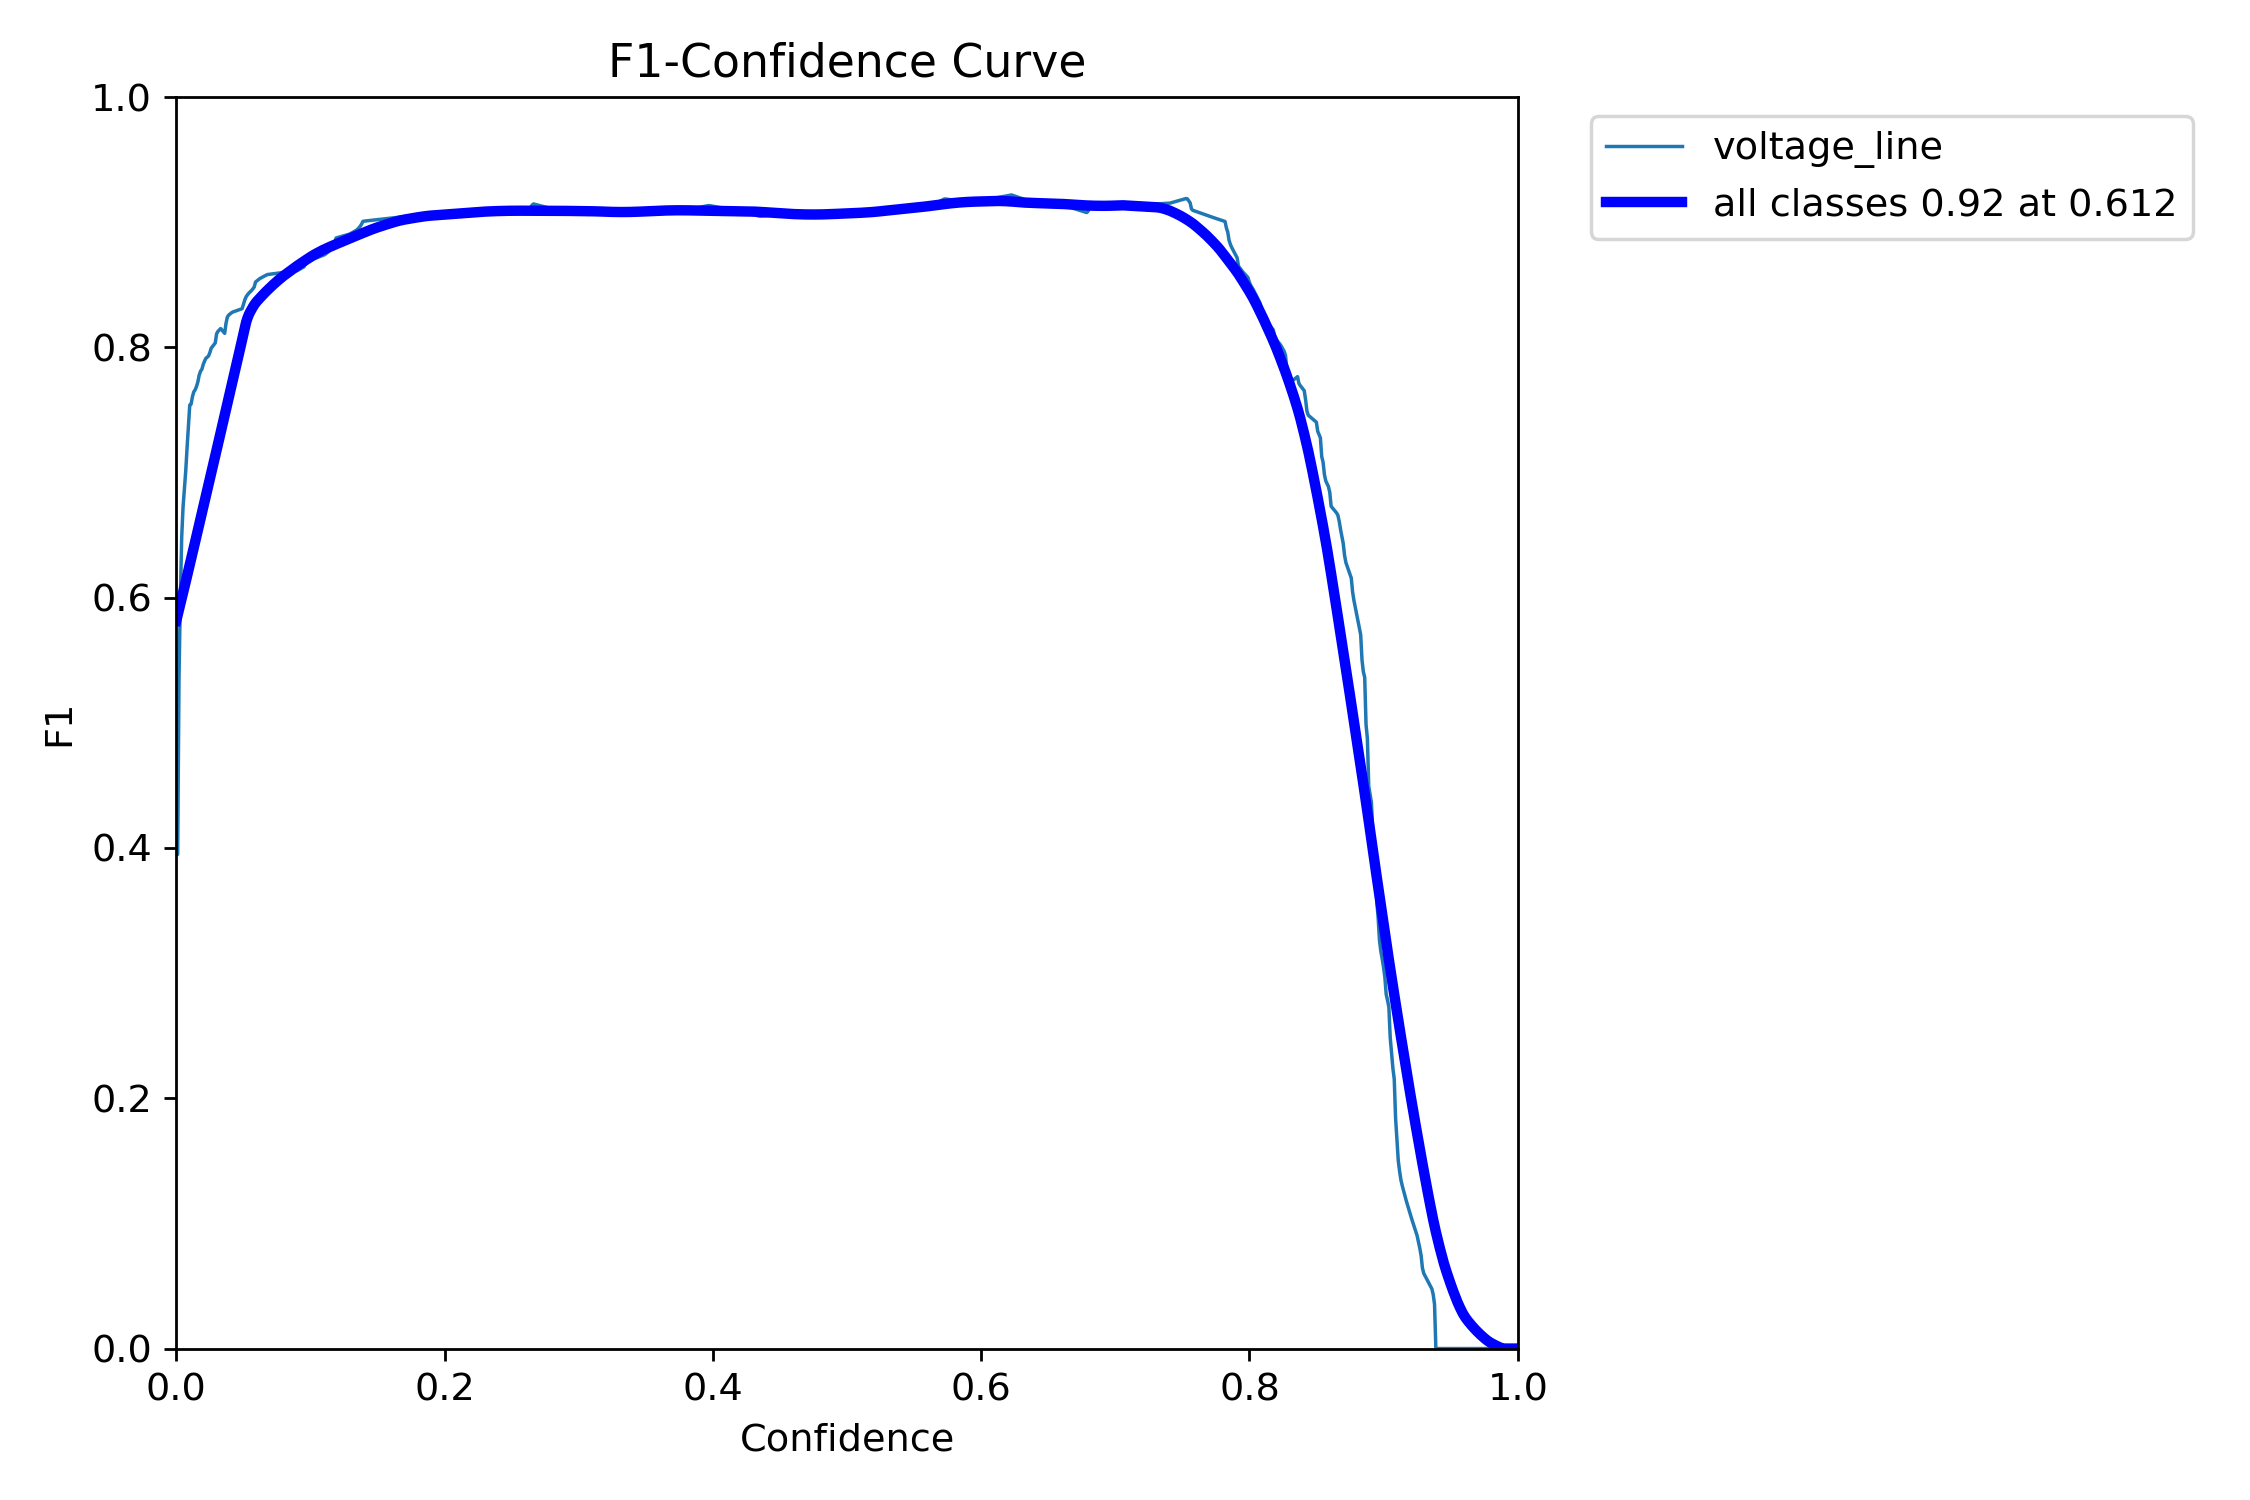 F1-Confidence Curve
voltage_line
all classes 0.92 at 0.612
1.0
0.8
0.6
0.4
0.2
0.0
F1
0.0 0.2 0.4 0.6 0.8 1.0
Confidence